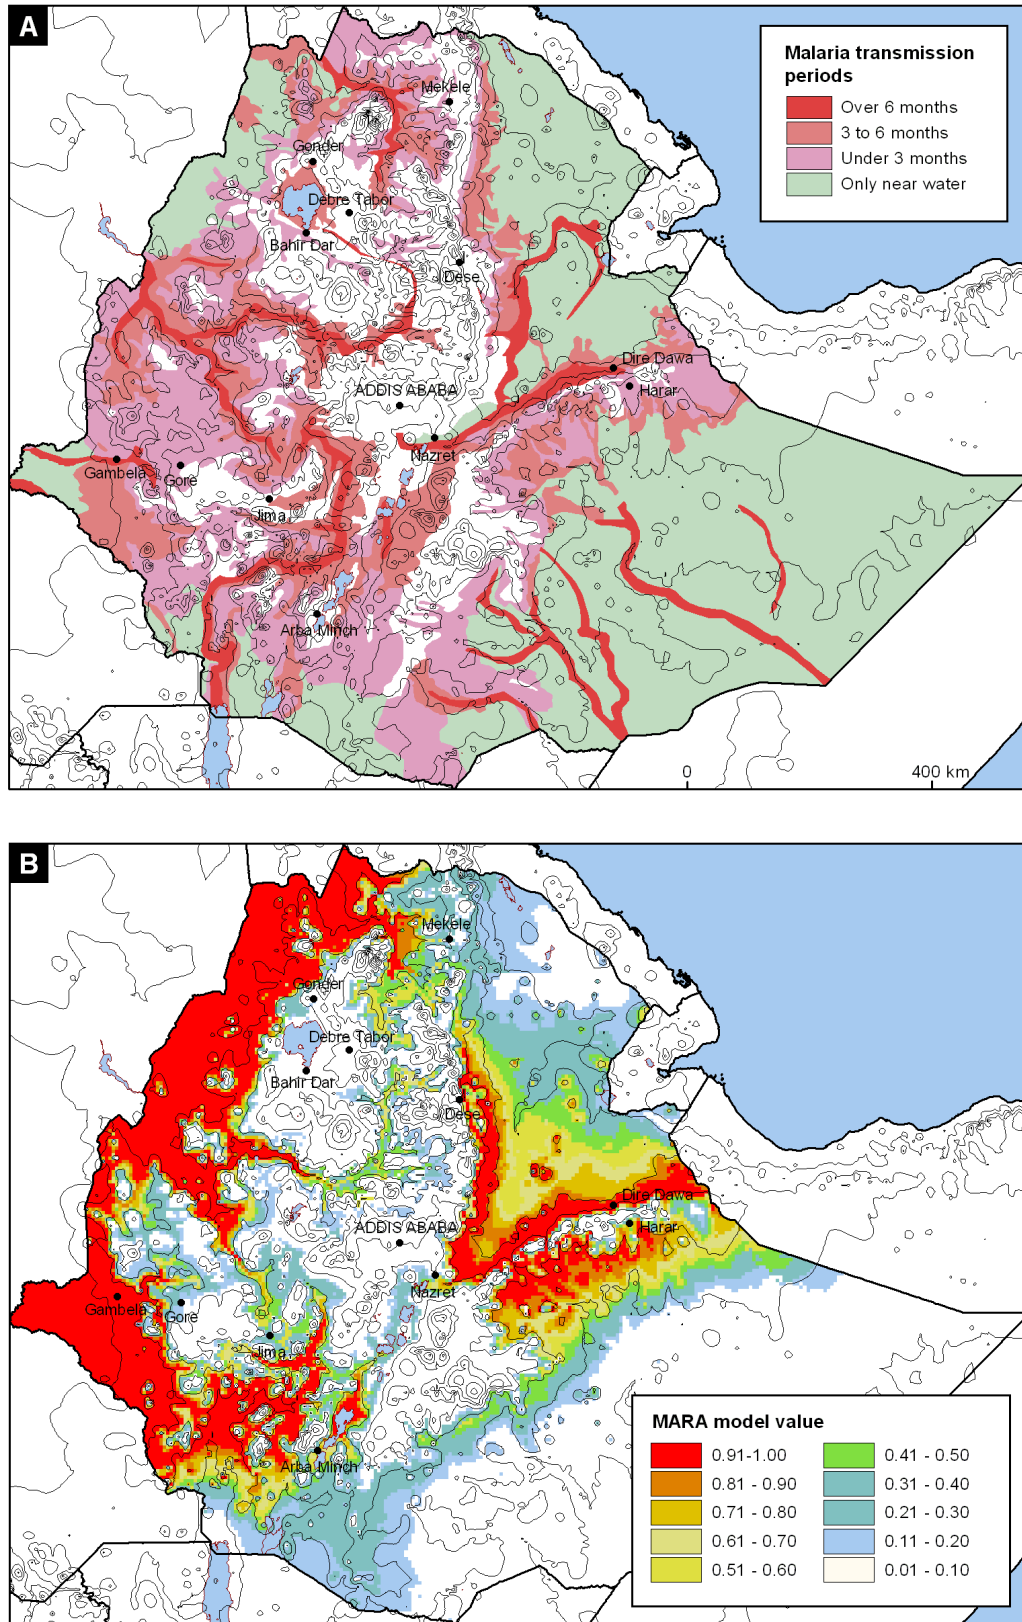 A
Malaria transmission
periods
Over 6 months
3 to 6 months
Under 3 months
Only near water
Mekele
Gonder
Debre Tabor
Bahir Dar
Dese
Dire Dawa
ADDIS ABABA
Harar
Nazret
Gambela
Gore
Jima
Arba Minch
0
400 km
B
Mekele
Gonder
Debre Tabor
Bahir Dar
Dese
Dire Dawa
Harar
ADDIS ABABA
Nazret
Gambela
Gore
Jima
Arba Minch
MARA model value
0.91-1.00
0.81 - 0.90
0.71 - 0.80
0.61 - 0.70
0.51 - 0.60
0.41 - 0.50
0.31 - 0.40
0.21 - 0.30
0.11 - 0.20
0.01 - 0.10